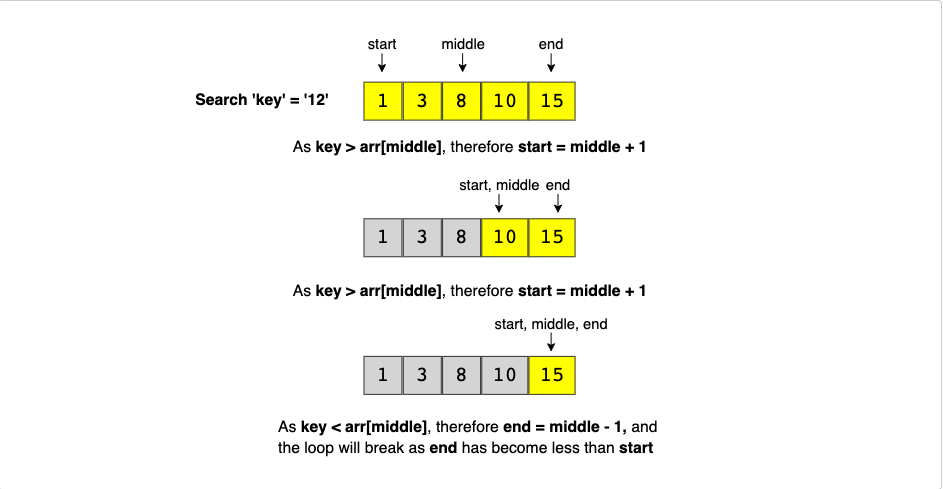 start middle end
Search 'key' = '12' 1 3 8 10 15
As key > arr[middle], therefore start = middle + 1
start, middle end
1 3 8 10 15
As key > arr[middle], therefore start = middle + 1
start, middle, end
1 3 8 10 15
As key < arr[middle], therefore end = middle - 1, and
the loop will break as end has become less than start